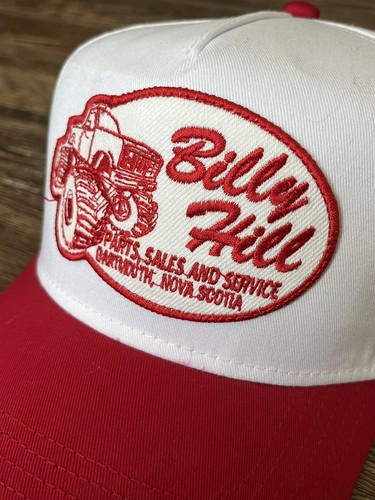 Billy
Hill
PARTS, SALES AND SERVICE
DARTMOUTH, NOVA SCOTIA